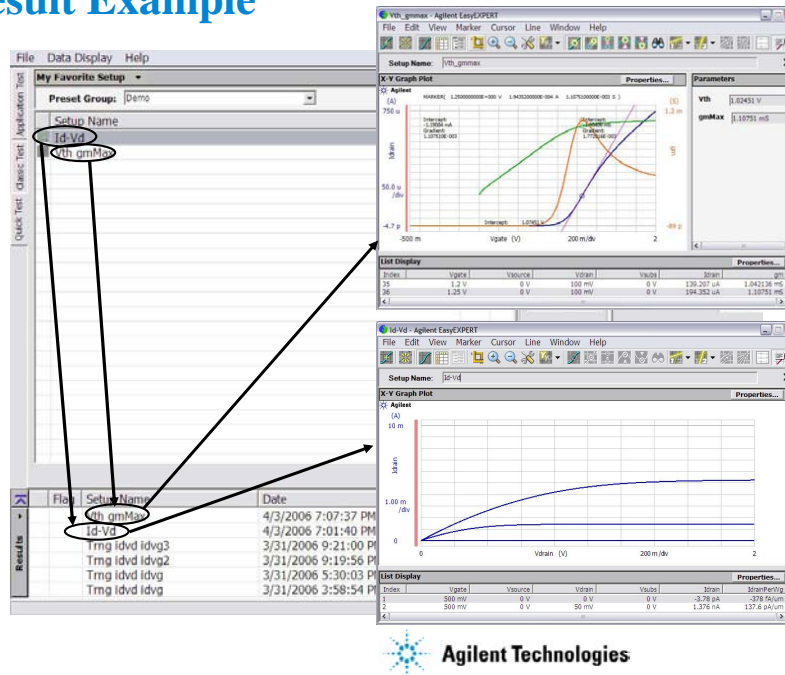 esult Example
File Data Display Help
My Favorite Setup
Preset Group: Demo
Setup Name
Id-Vd
Vth gmMax
Application Test
Classic Test
Quick Test
Results
Flag Setup Name Date
Vth gmMax 4/3/2006 7:07:37 PM
Id-Vd 4/3/2006 7:01:40 PM
Trng idvd idvg3 3/31/2006 9:21:00 P
Trng idvd idvg2 3/31/2006 9:19:56 P
Trng idvd idvg 3/31/2006 5:30:03 P
Trng idvd idvg 3/31/2006 3:58:54 P
Vth_gmmax - Agilent EasyEXPERT
File Edit View Marker Cursor Line Window Help
Setup Name: Vth_gmmax
X-Y Graph Plot Properties... Parameters
Agilent
(A)
(S)
750 u
1.2 m
Idrain
gm
50.0 u
/div
-4.7 p
-89 p
-500 m Vgate (V) 200 m/div 2
Intercept:
Gradient:
1.107510E-003
Intercept:
Gradient:
Vth 1.02451 V
gmMax 1.10751 mS
List Display Properties...
Index Vgate Vsource Vdrain Vsubs Idrain gm
35 1.2 V 0 V 100 mV 0 V 139.207 uA 1.042136 mS
36 1.25 V 0 V 100 mV 0 V 194.352 uA 1.10751 mS
Id-Vd - Agilent EasyEXPERT
File Edit View Marker Cursor Line Window Help
Setup Name: Id-Vd
X-Y Graph Plot Properties...
Agilent
(A)
10 m
Idrain
1.00 m
/div
0
0 Vdrain (V) 200 m/div 2
List Display Properties...
Index Vgate Vsource Vdrain Vsubs Idrain IdrainPerWg
1 500 mV 0 V 0 V 0 V -3.78 pA -378 fA/um
2 500 mV 0 V 50 mV 0 V 1.376 nA 137.6 pA/um
Agilent Technologies